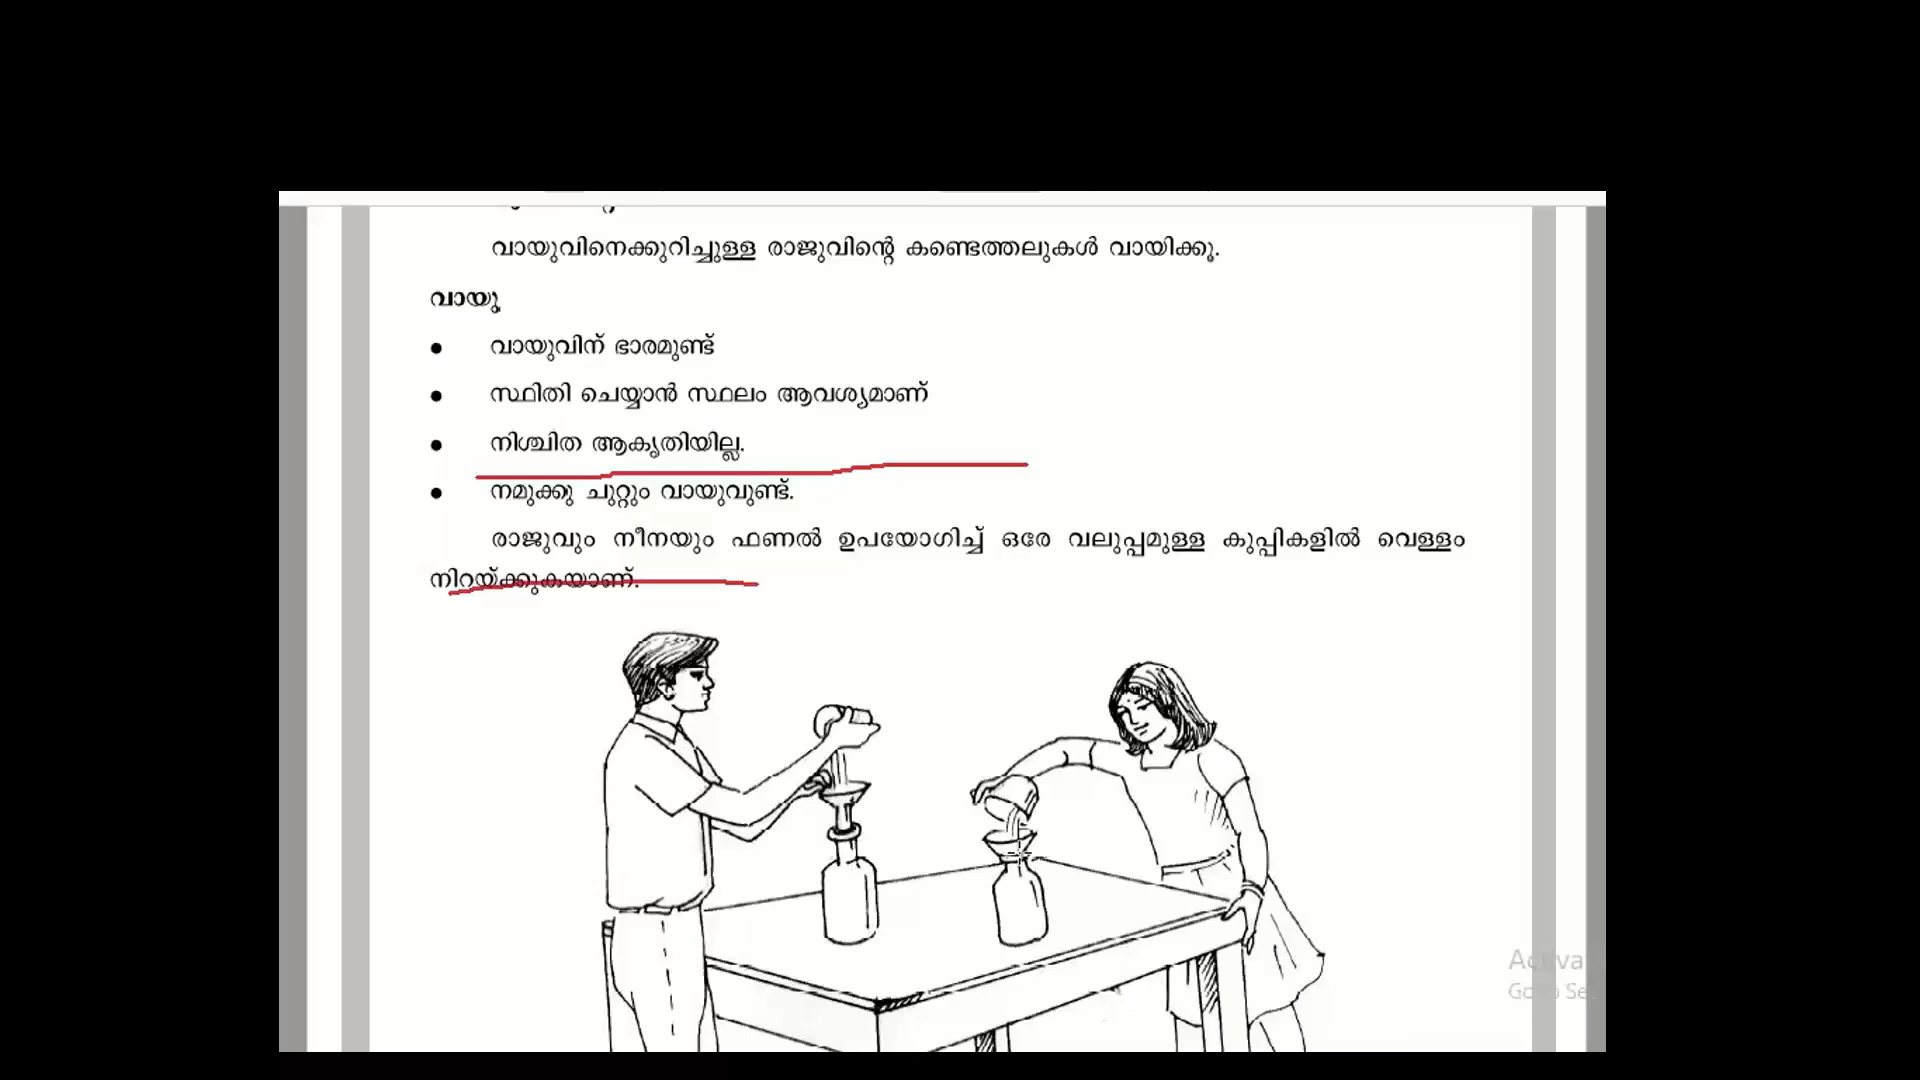 വായുവിനെക്കുറിച്ചുള്ള രാജുവിന്റെ കണ്ടെത്തലുകൾ വായിക്കൂ.
വായു
● വായുവിന് ഭാരമുണ്ട്
● സ്ഥിതി ചെയ്യാൻ സ്ഥലം ആവശ്യമാണ്
● നിശ്ചിത ആകൃതിയില്ല.
● നമുക്കു ചുറ്റും വായുവുണ്ട്.
രാജുവും നീനയും ഫണൽ ഉപയോഗിച്ച് ഒരേ വലുപ്പമുള്ള കുപ്പികളിൽ വെള്ളം
നിറയ്ക്കുകയാണ്.